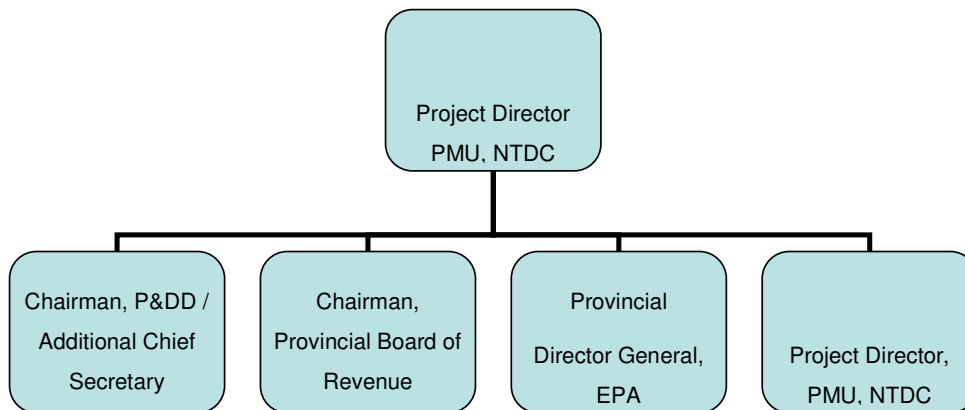 Project Director
PMU, NTDC
Chairman, P&DD /
Additional Chief
Secretary
Chairman,
Provincial Board of
Revenue
Provincial
Director General,
EPA
Project Director,
PMU, NTDC